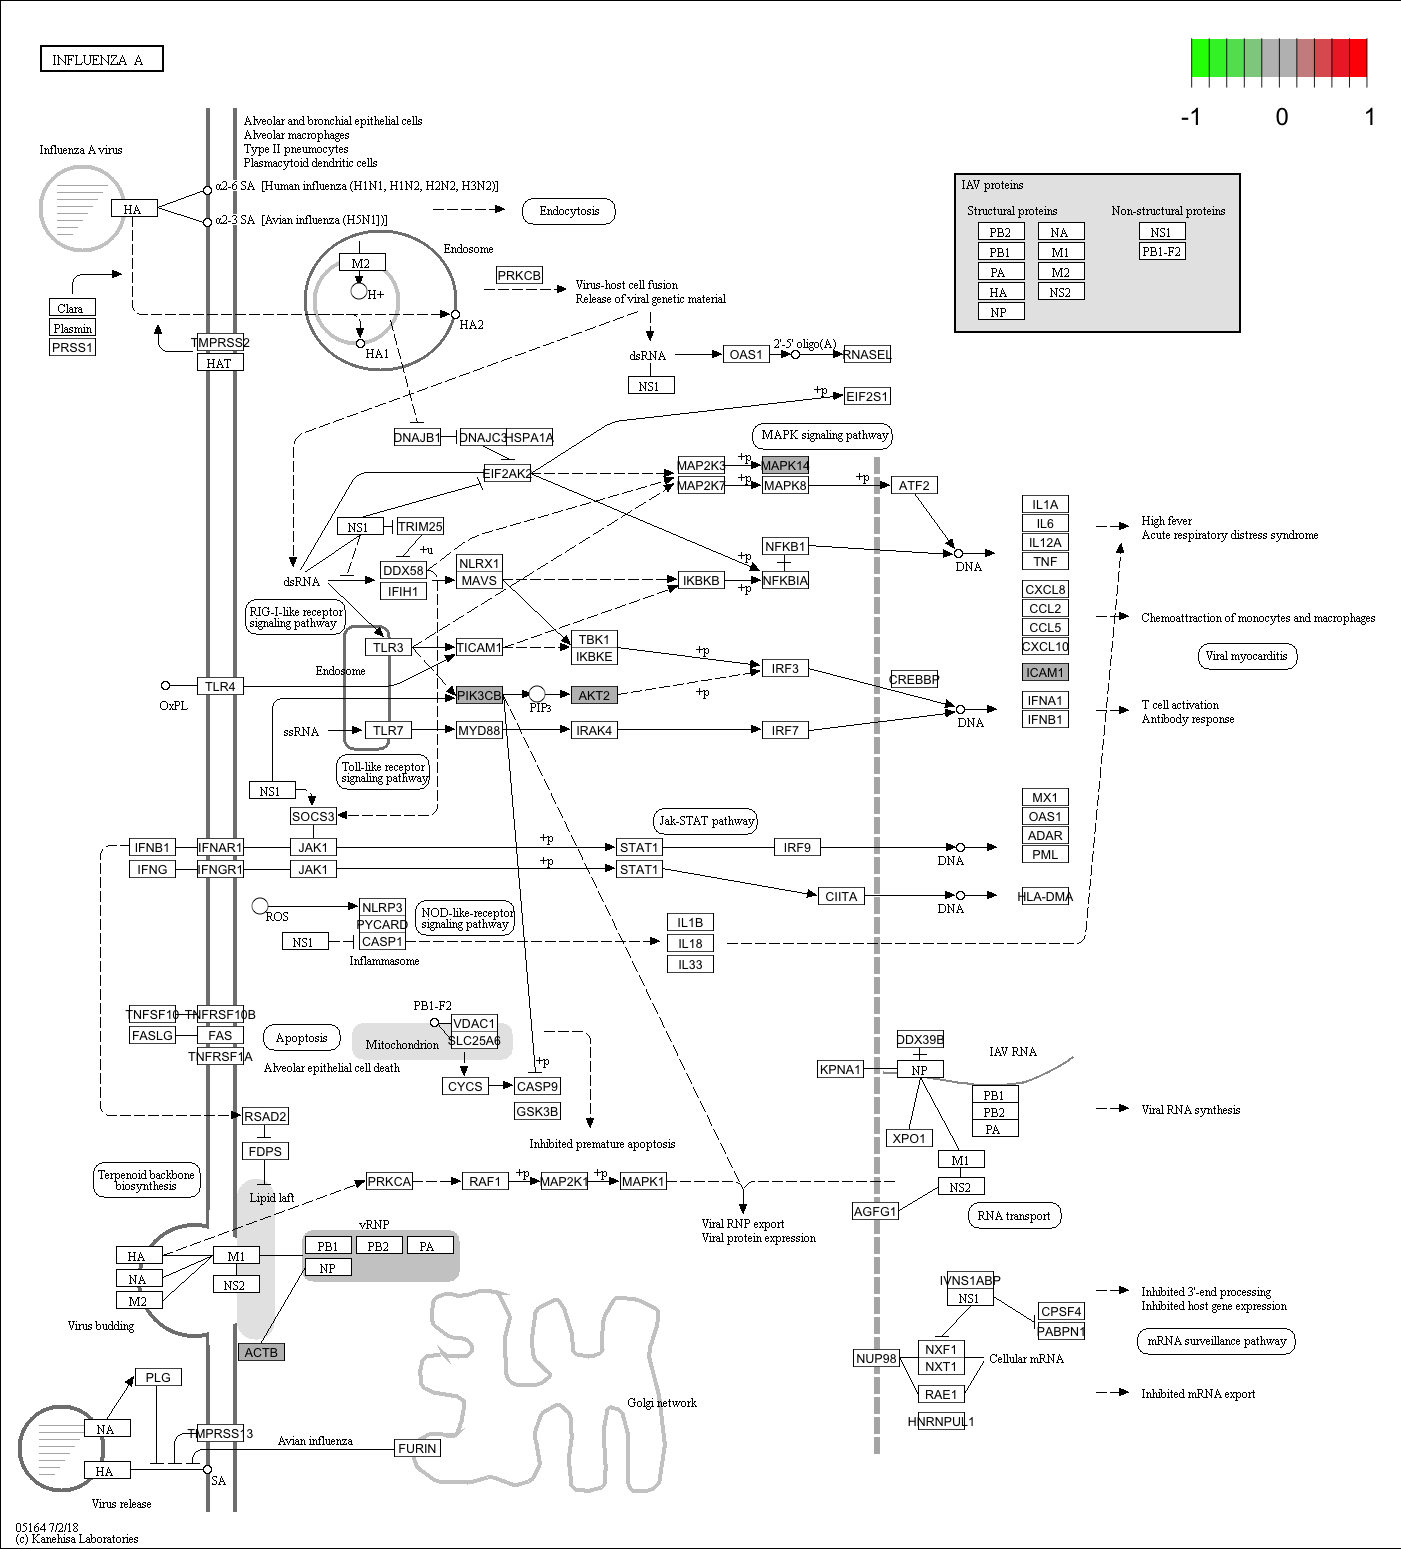 INFLUENZA A
-1 0 1
Alveolar and bronchial epithelial cells
Alveolar macrophages
Type II pneumocytes
Plasmacytoid dendritic cells
Influenza A virus
HA
α2-6 SA [Human influenza (H1N1, H1N2, H2N2, H3N2)]
α2-3 SA [Avian influenza (H5N1])]
Endocytosis
IAV proteins
Structural proteins
Non-structural proteins
PB2 NA NS1
PB1 M1 PB1-F2
PA M2
HA NS2
NP
Endosome
M2
H+
HA1
HA2
PRKCB
Virus-host cell fusion
Release of viral genetic material
Clara
Plasmin
PRSS1
TMPRSS2
HAT
dsRNA
NS1
OAS1
2'-5' oligo(A)
RNASEL
+p
EIF2S1
DNAJB1
DNAJC3
HSPA1A
EIF2AK2
MAPK signaling pathway
MAP2K3 +p MAPK14
MAP2K7 +p MAPK8 +p ATF2
NS1
TRIM25
+u
dsRNA
DDX58
IFIH1
NLRX1
MAVS
IKBKB
+p
+p
NFKB1
NFKBIA
DNA
IL1A
IL6
IL12A
TNF
CXCL8
CCL2
CCL5
CXCL10
ICAM1
IFNA1
IFNB1
High fever
Acute respiratory distress syndrome
Chemoattraction of monocytes and macrophages
Viral myocarditis
T cell activation
Antibody response
RIG-I-like receptor
signaling pathway
Endosome
TLR3
TICAM1
TBK1
IKBKE
+p
IRF3
CREBBP
TLR4
OxPL
PIK3CB
PIP3
AKT2
+p
DNA
ssRNA
TLR7
MYD88
IRAK4
IRF7
Toll-like receptor
signaling pathway
NS1
SOCS3
Jak-STAT pathway
IFNB1 IFNAR1 JAK1 +p STAT1 IRF9 DNA
IFNG IFNGR1 JAK1 +p STAT1
MX1
OAS1
ADAR
PML
CIITA
DNA
HLA-DMA
ROS
NLRP3
PYCARD
CASP1
NS1
Inflammasome
NOD-like-receptor
signaling pathway
IL1B
IL18
IL33
TNFSF10 TNFRSF10B
FASLG FAS
TNFRSF1A
Apoptosis
Alveolar epithelial cell death
PB1-F2
Mitochondrion
VDAC1
SLC25A6
CYCS
+p
CASP9
GSK3B
Inhibited premature apoptosis
DDX39B
KPNA1
NP
IAV RNA
PB1
PB2
PA
Viral RNA synthesis
XPO1
M1
NS2
AGFG1
RNA transport
RSAD2
FDPS
Terpenoid backbone
biosynthesis
Lipid laft
PRKCA RAF1 +p MAP2K1 +p MAPK1
Viral RNP export
Viral protein expression
vRNP
PB1 PB2 PA
NP
HA
NA
M2
M1
NS2
Virus budding
ACTB
IVNS1ABP
NS1
CPSF4
PABPN1
Inhibited 3'-end processing
Inhibited host gene expression
mRNA surveillance pathway
NUP98
NXF1
NXT1
RAE1
HNRNPUL1
Cellular mRNA
Inhibited mRNA export
PLG
NA
HA
TMPRSS13
SA
Avian influenza
FURIN
Golgi network
Virus release
05164 7/2/18
(c) Kanehisa Laboratories